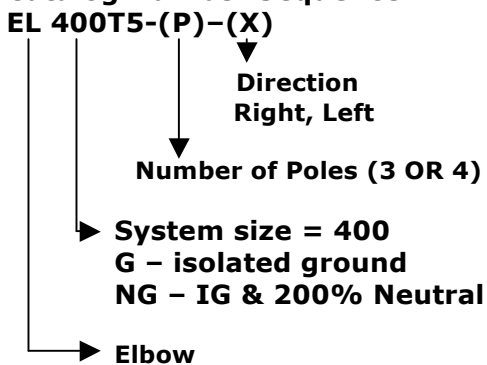 EL 400T5-(P)–(X)
Direction
Right, Left
Number of Poles (3 OR 4)
System size = 400
G – isolated ground
NG – IG & 200% Neutral
Elbow